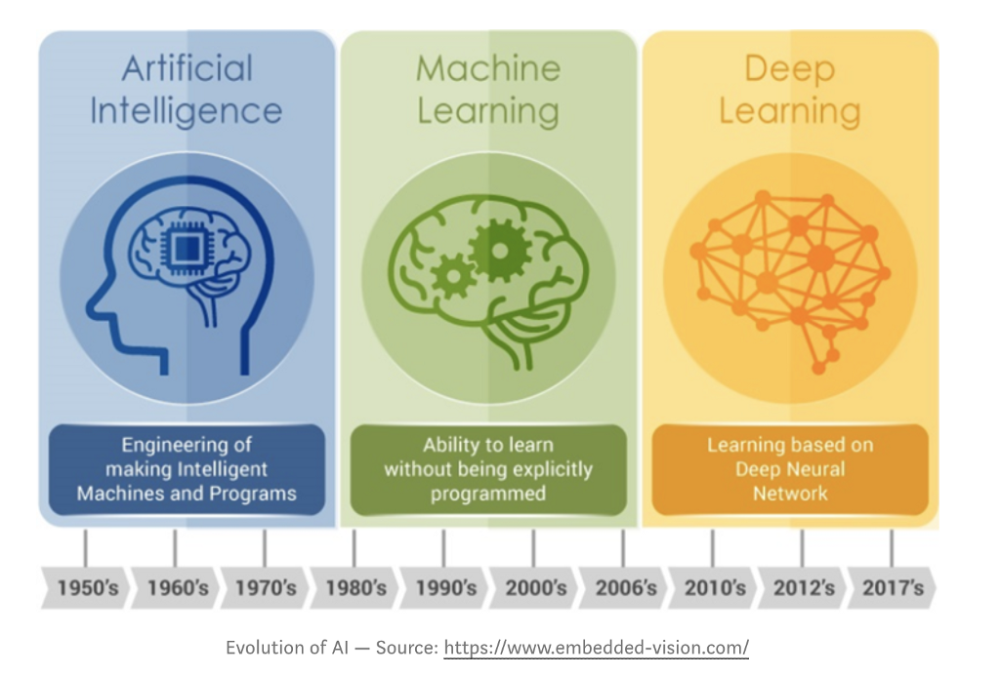 Artificial
Intelligence
Machine
Learning
Deep
Learning
Engineering of
making Intelligent
Machines and Programs
Ability to learn
without being explicitly
programmed
Learning based on
Deep Neural
Network
1950's 1960's 1970's 1980's 1990's 2000's 2006's 2010's 2012's 2017's
Evolution of AI — Source: https://www.embedded-vision.com/